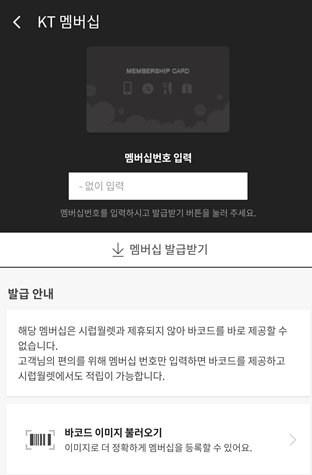 KT 멤버십
MEMBERSHIP CARD
멤버십번호 입력
- 없이 입력
멤버십번호를 입력하시고 발급받기 버튼을 눌러 주세요.
멤버십 발급받기
발급 안내
해당 멤버십은 시럽월렛과 제휴되지 않아 바코드를 바로 제공할 수
없습니다.
고객님의 편의를 위해 멤버십 번호만 입력하면 바코드를 제공하고
시럽월렛에서도 적립이 가능합니다.
바코드 이미지 불러오기
이미지로 더 정확하게 멤버십을 등록할 수 있어요.